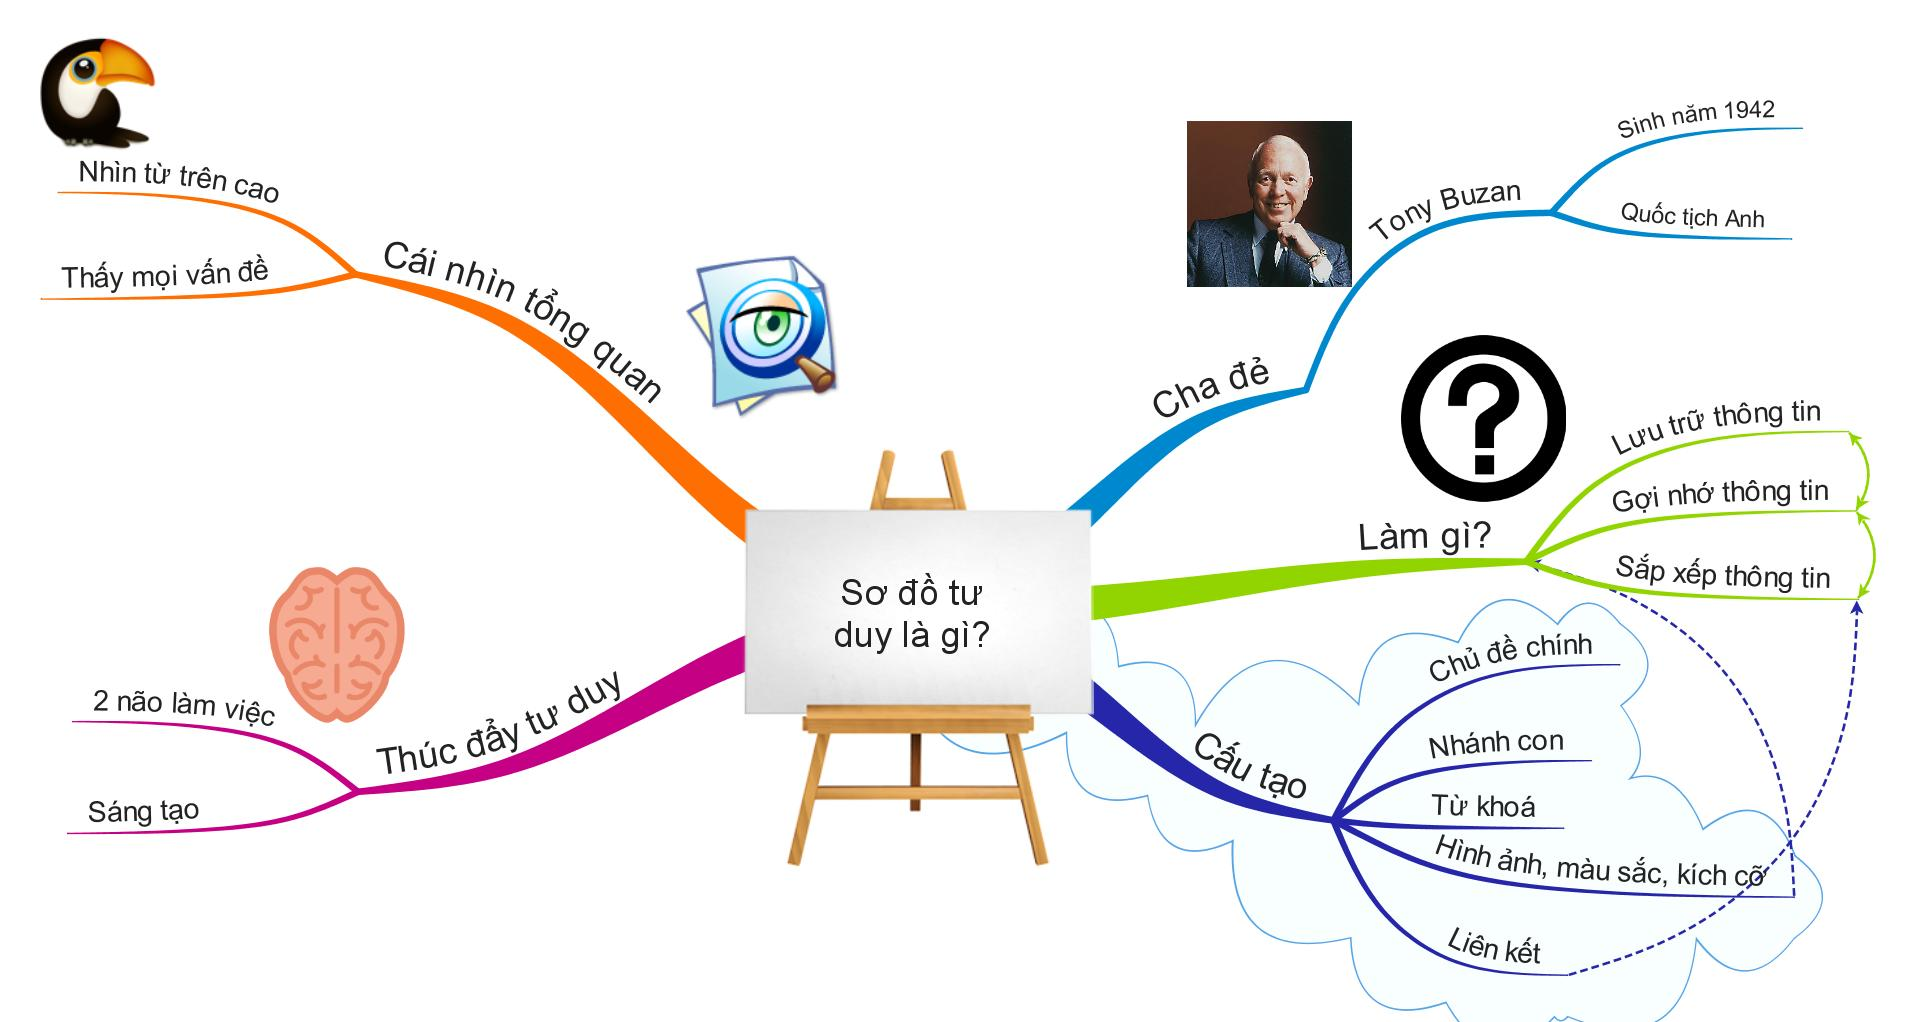 Sơ đồ tư
duy là gì?
Cha đẻ
Tony Buzan
Sinh năm 1942
Quốc tịch Anh
Làm gì?
Lưu trữ thông tin
Gợi nhớ thông tin
Sắp xếp thông tin
Cấu tạo
Chủ đề chính
Nhánh con
Từ khoá
Hình ảnh, màu sắc, kích cỡ
Liên kết
Thúc đẩy tư duy
2 não làm việc
Sáng tạo
Cái nhìn tổng quan
Nhìn từ trên cao
Thấy mọi vấn đề